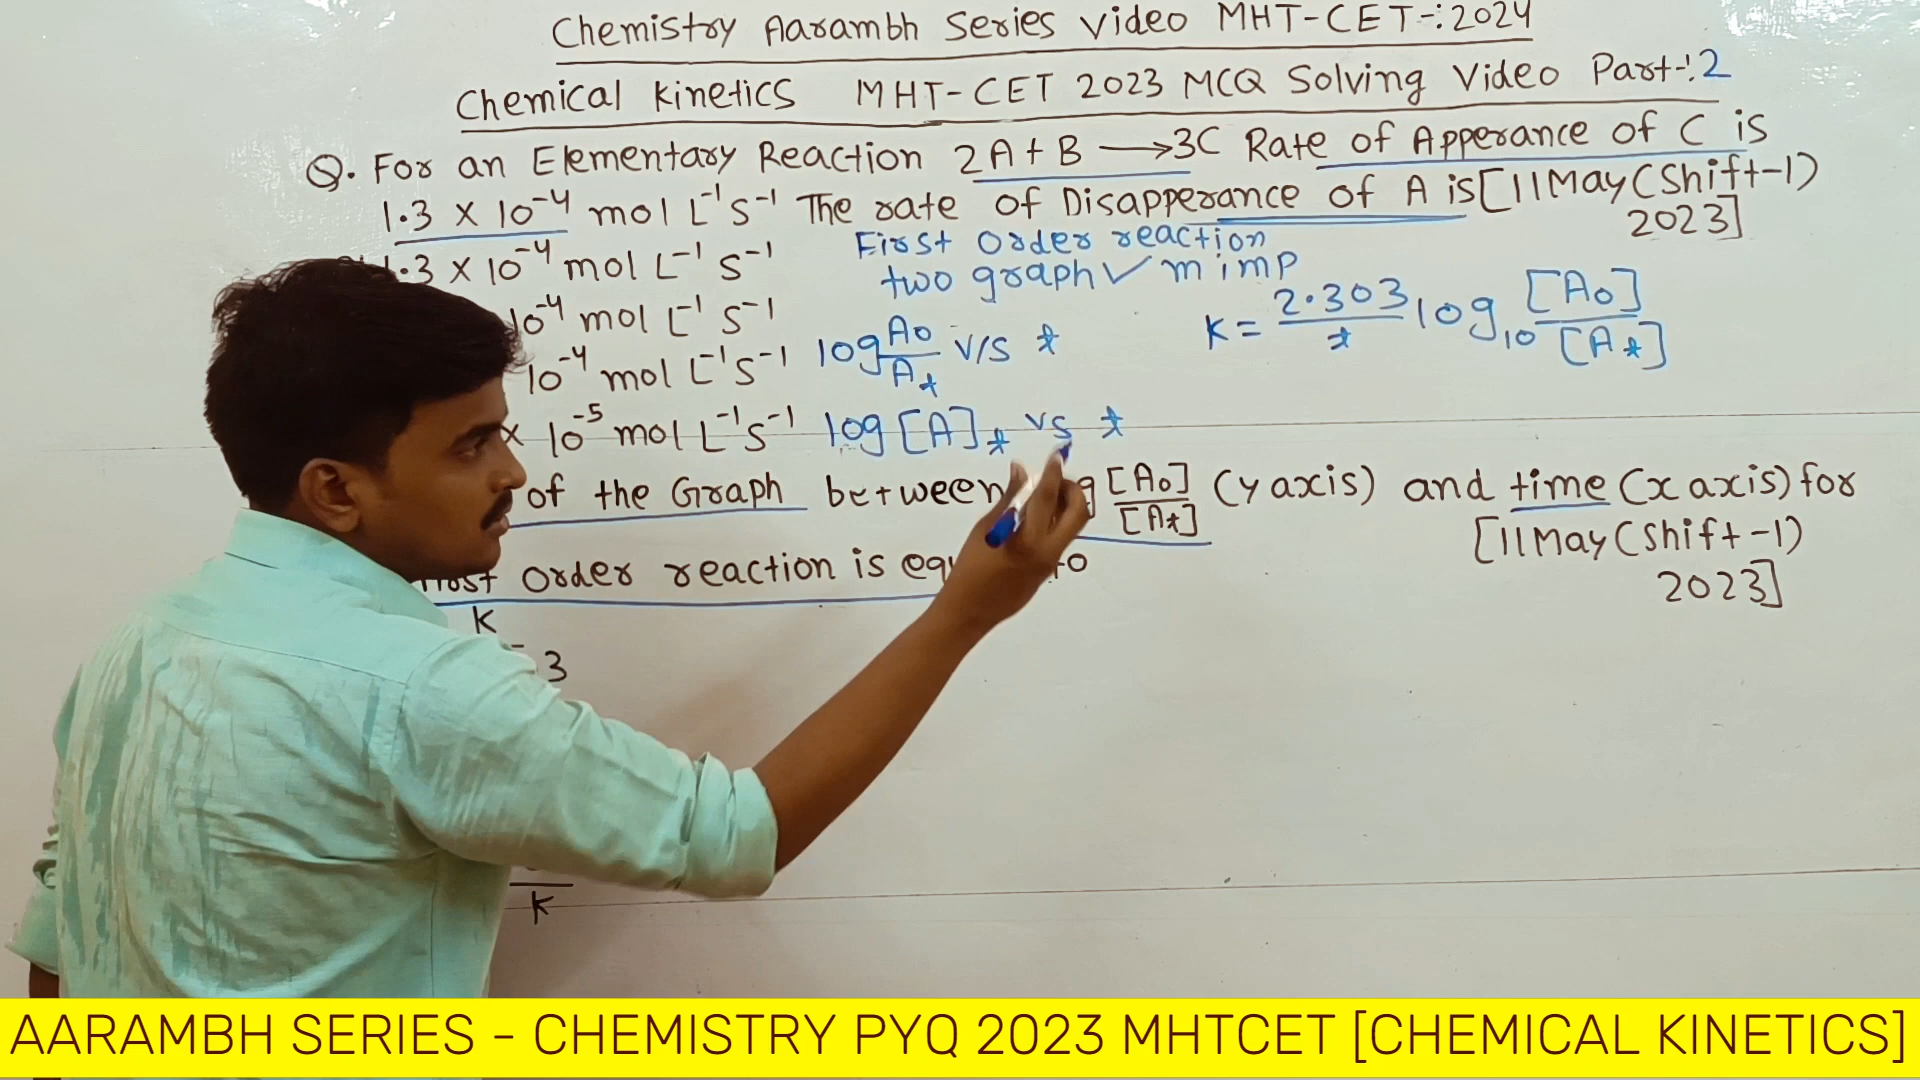 Chemistry Aarambh Series Video MHT-CET-:2024
Chemical Kinetics MHT-CET 2023 MCQ Solving Video Part-:2
Q. For an Elementary Reaction 2A + B → 3C Rate of Apperance of C is
1.3 × 10⁻⁴ mol L⁻¹ S⁻¹ The rate of Disapperance of A is [11May(Shift-1)
2023]
1.3 × 10⁻⁴ mol L⁻¹ S⁻¹
10⁻⁴ mol L⁻¹ S⁻¹
10⁻⁴ mol L⁻¹ S⁻¹
× 10⁻⁵ mol L⁻¹ S⁻¹
First Order reaction
two graph ✓ m imp
log A₀/Aₜ v/s t
log [A]ₜ vs t
K = 2.303/t log₁₀ [A₀]/[Aₜ]
of the Graph between [A₀]/[Aₜ] (y axis) and time (x axis) for
[11May(Shift-1)
2023]
Order reaction is
K
3
K
AARAMBH SERIES - CHEMISTRY PYQ 2023 MHTCET [CHEMICAL KINETICS]